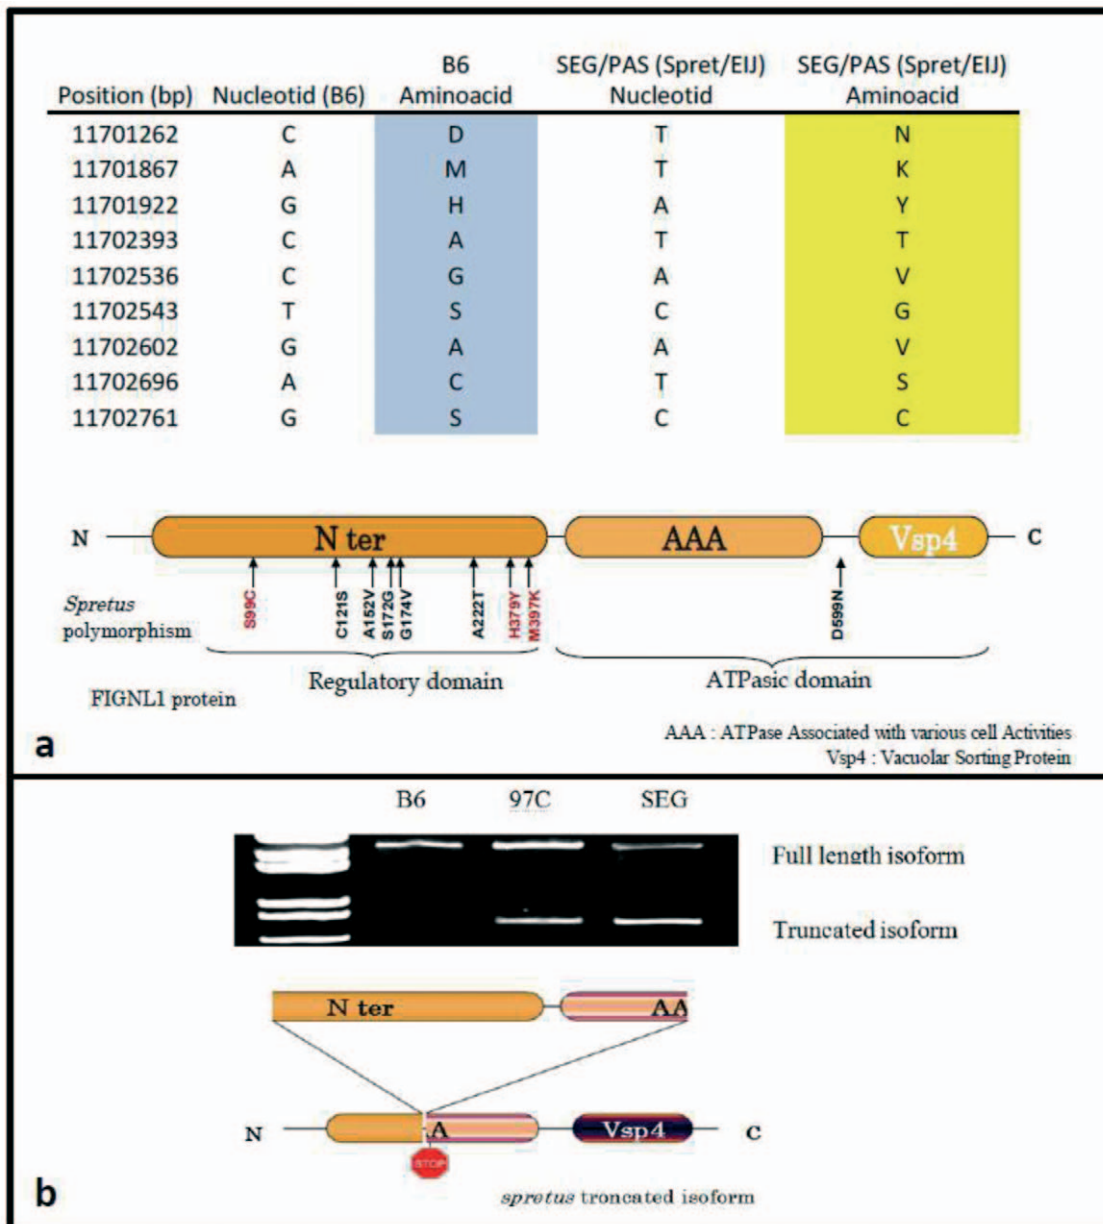 B6 SEG/PAS (Spret/EIJ) SEG/PAS (Spret/EIJ)
Position (bp) Nucleotid (B6) Aminoacid Nucleotid Aminoacid
11701262 C D T N
11701867 A M T K
11701922 G H A Y
11702393 C A T T
11702536 C G A V
11702543 T S C G
11702602 G A A V
11702696 A C T S
11702761 G S C C
N N ter AAA Vsp4 C
Spretus
polymorphism
S99C
C121S
A152V
S172G
G174V
A222T
H379Y
M397K
D599N
Regulatory domain ATPasic domain
FIGNL1 protein
a
AAA : ATPase Associated with various cell Activities
Vsp4 : Vacuolar Sorting Protein
B6 97C SEG
Full length isoform
Truncated isoform
N ter AA
N A Vsp4 C
STOP
b
spretus troncated isoform